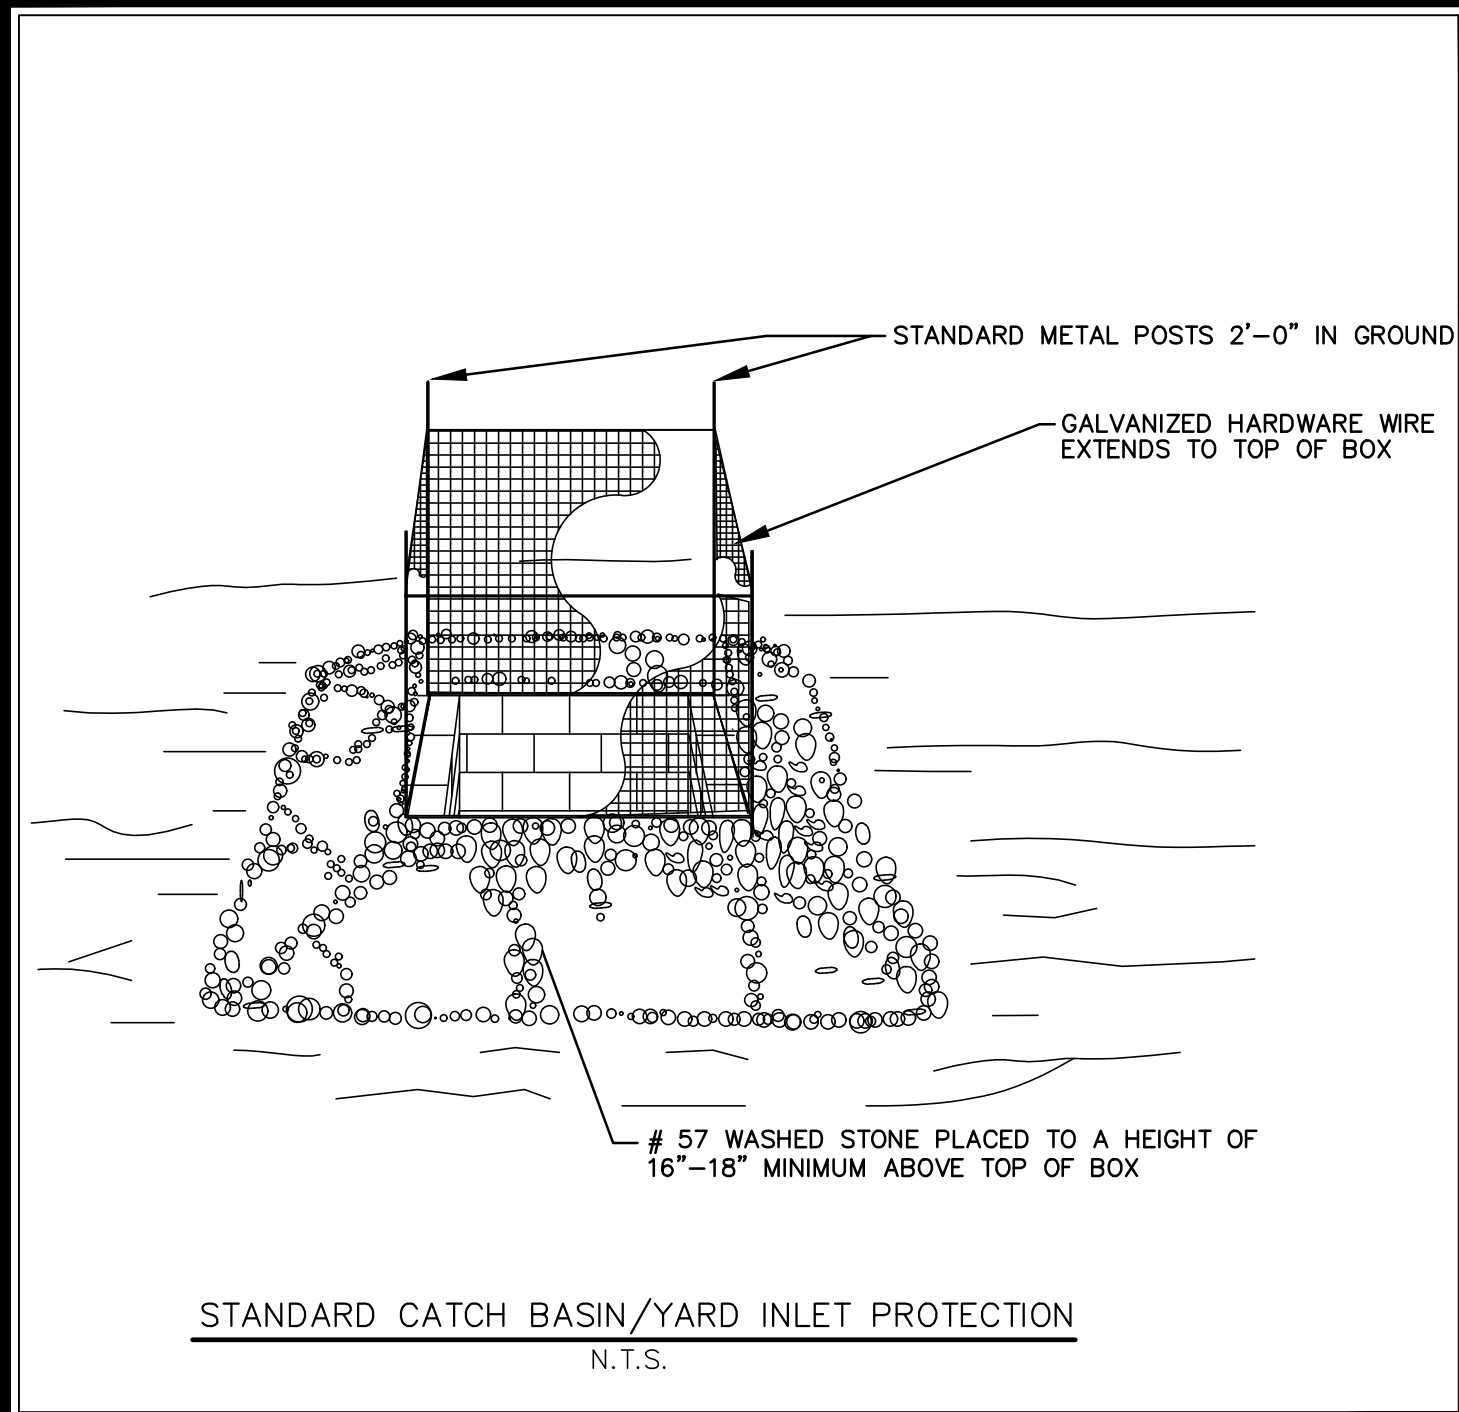 STANDARD METAL POSTS 2'-0" IN GROUND
GALVANIZED HARDWARE WIRE
EXTENDS TO TOP OF BOX
# 57 WASHED STONE PLACED TO A HEIGHT OF
16"-18" MINIMUM ABOVE TOP OF BOX
STANDARD CATCH BASIN/YARD INLET PROTECTION
N.T.S.